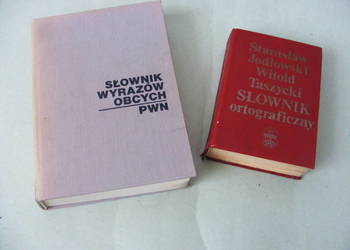 SŁOWNIK
WYRAZÓW
OBCYCH
PWN
Stanisław
Jodłowski
Witold
Taszycki
SŁOWNIK
ortograficzny